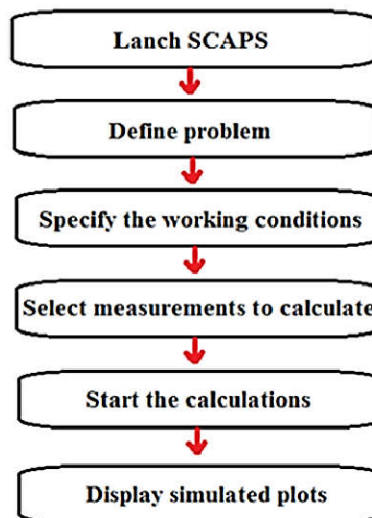 Lanch SCAPS
Define problem
Specify the working conditions
Select measurements to calculate
Start the calculations
Display simulated plots